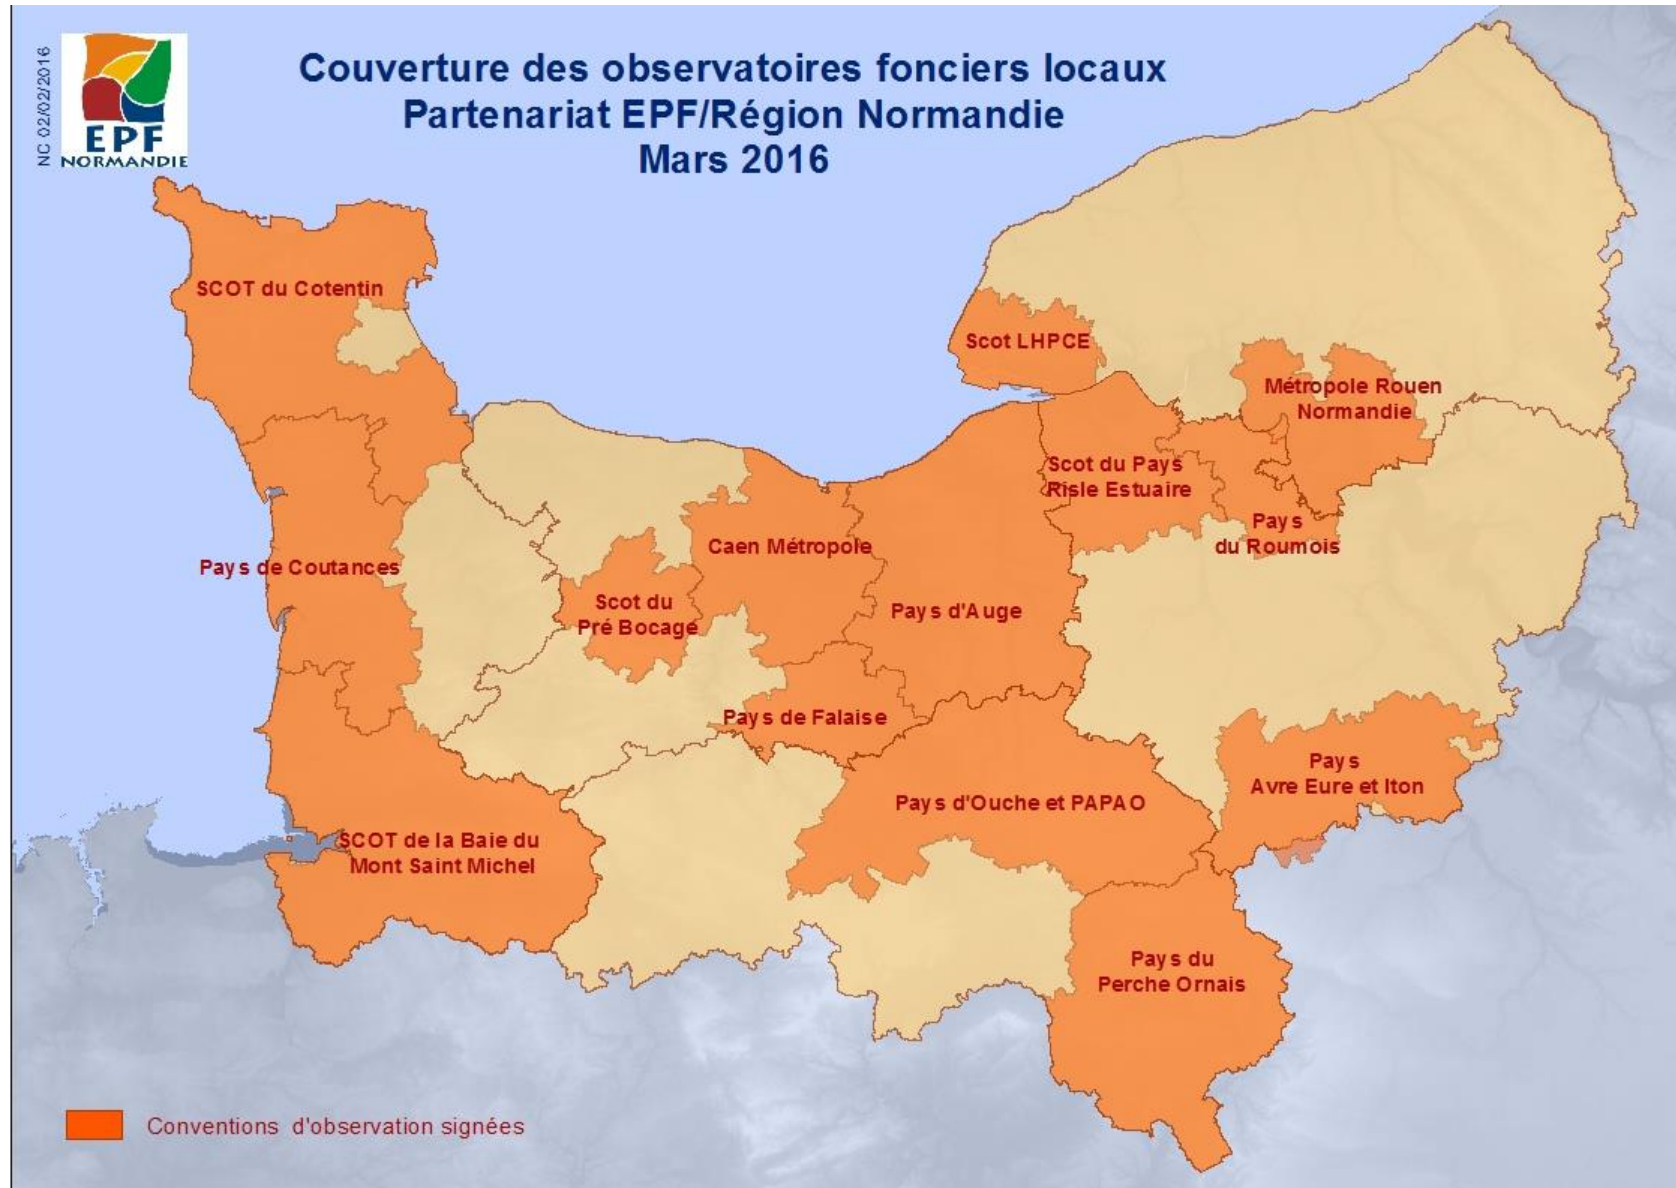 NC 02/02/2016
EPF
NORMANDIE
Couverture des observatoires fonciers locaux
Partenariat EPF/Région Normandie
Mars 2016
SCOT du Cotentin
Scot LHPCE
Métropole Rouen
Normandie
Scot du Pays
Risle Estuaire
Pays
du Roumois
Caen Métropole
Pays de Coutances
Scot du
Pré Bocage
Pays d'Auge
Pays de Falaise
Pays
Avre Eure et Iton
Pays d'Ouche et PAPAO
SCOT de la Baie du
Mont Saint Michel
Pays du
Perche Ornais
Conventions d'observation signées